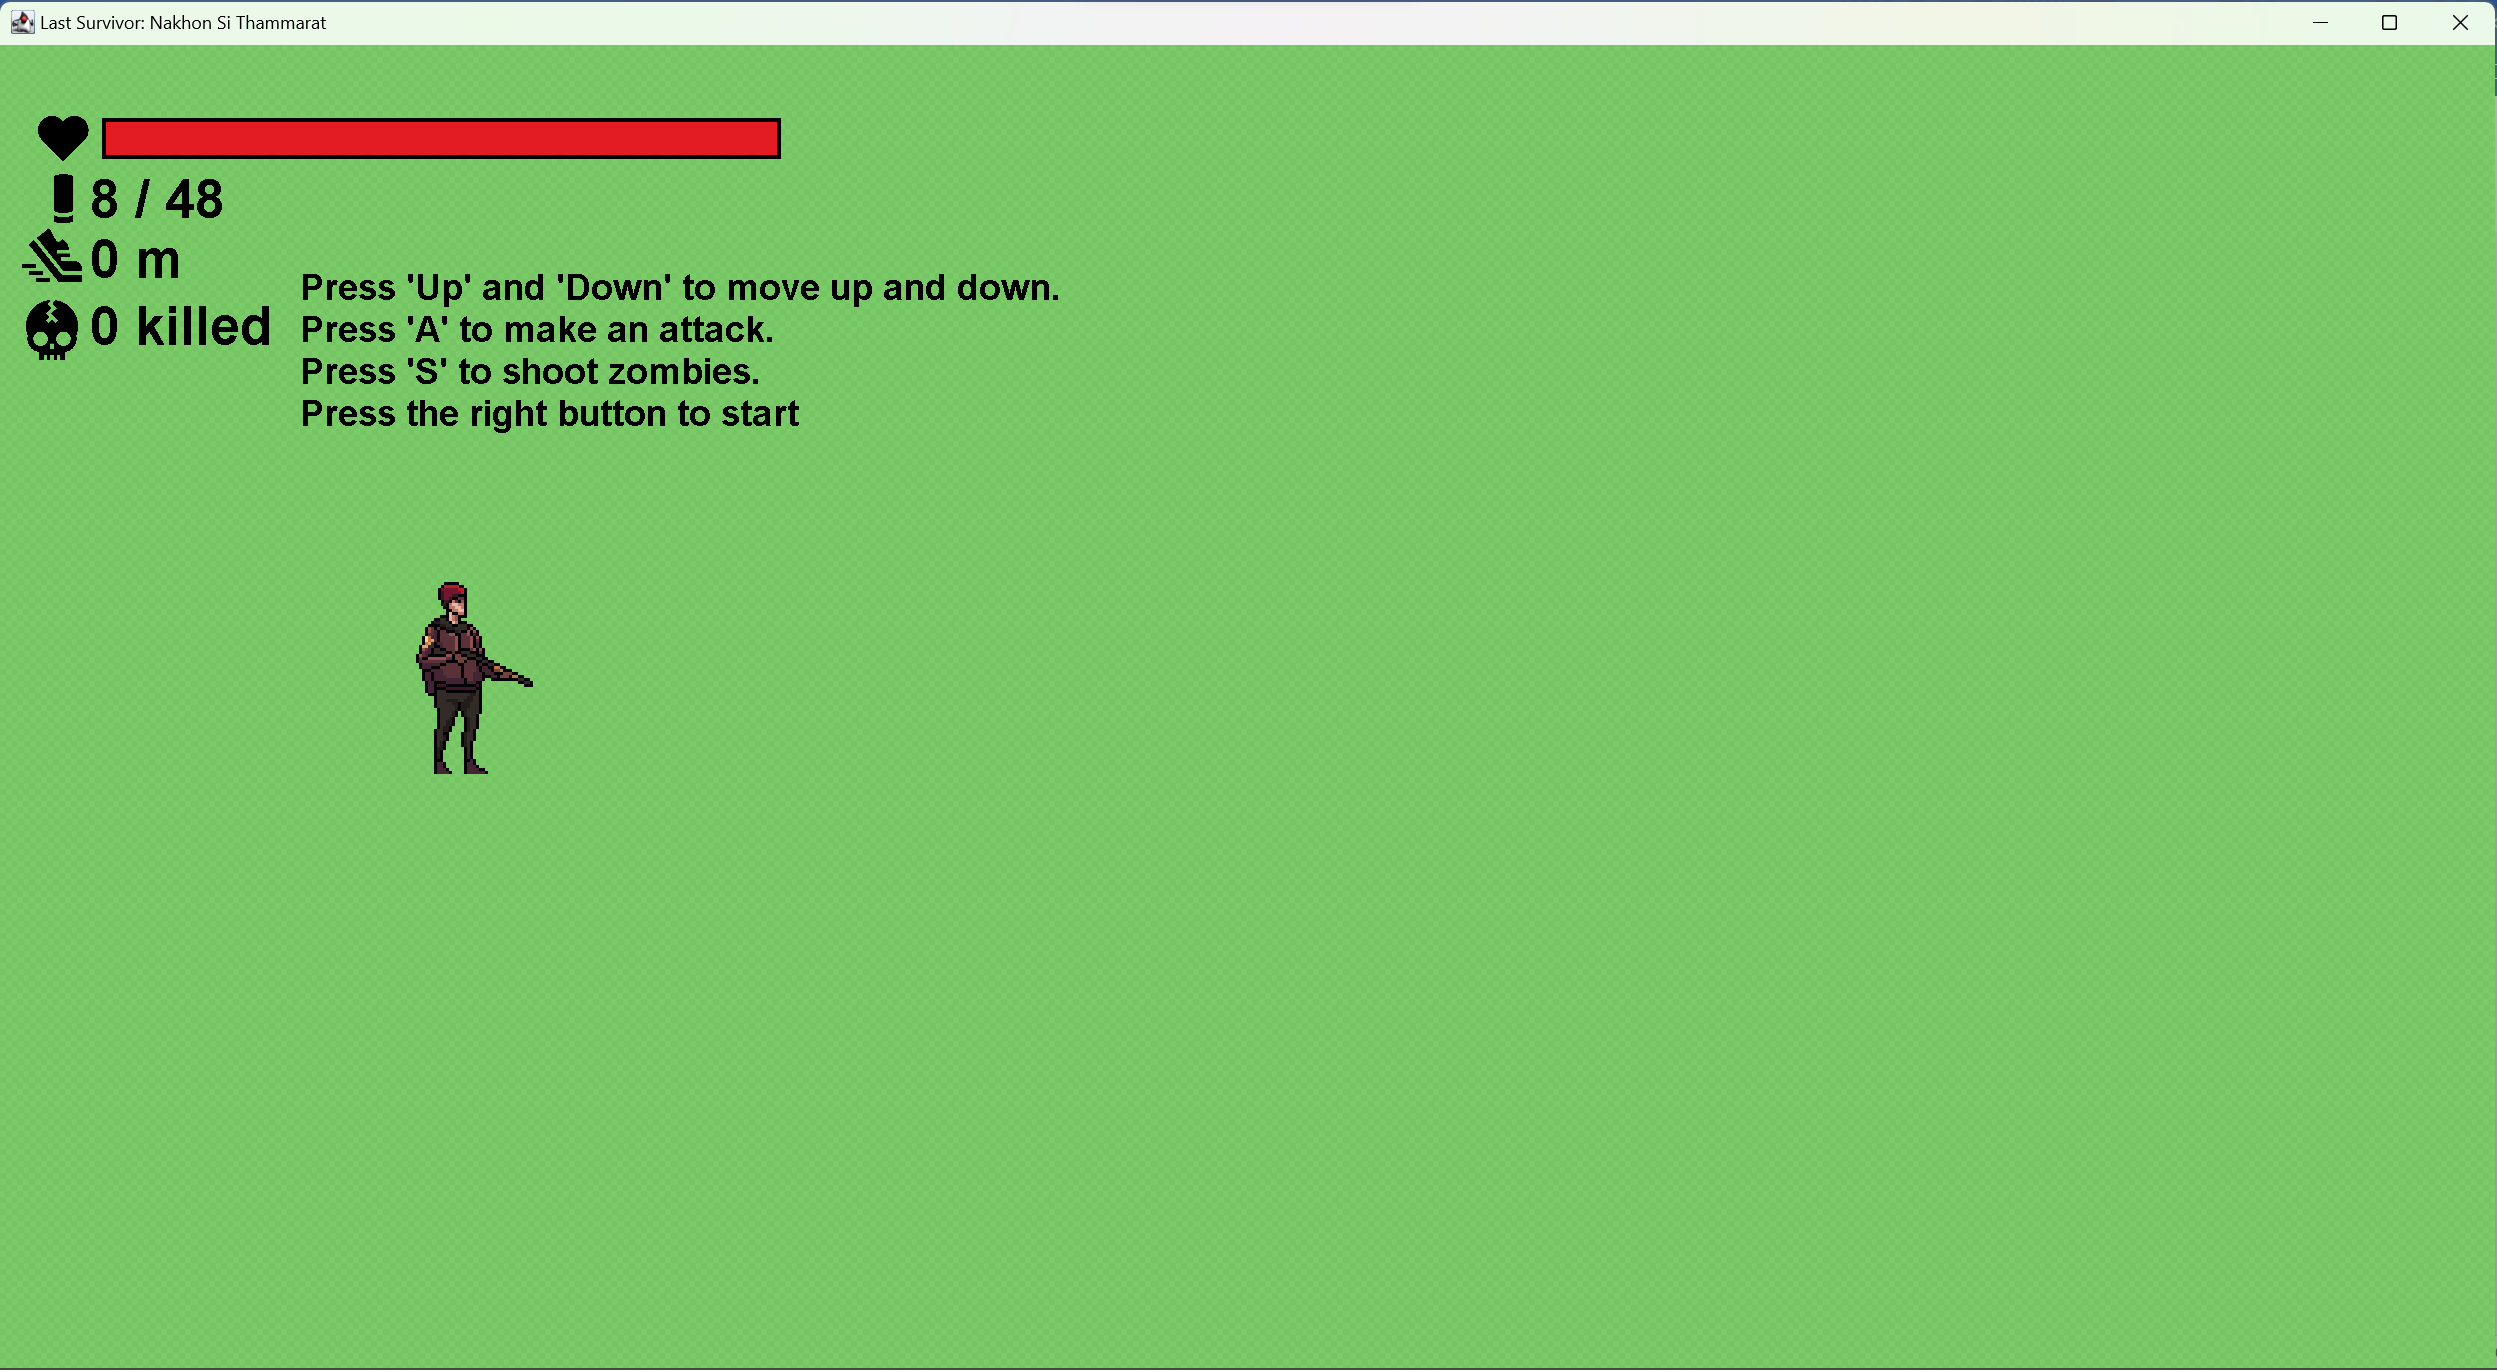 Last Survivor: Nakhon Si Thammarat
8 / 48
0 m
0 killed
Press 'Up' and 'Down' to move up and down.
Press 'A' to make an attack.
Press 'S' to shoot zombies.
Press the right button to start